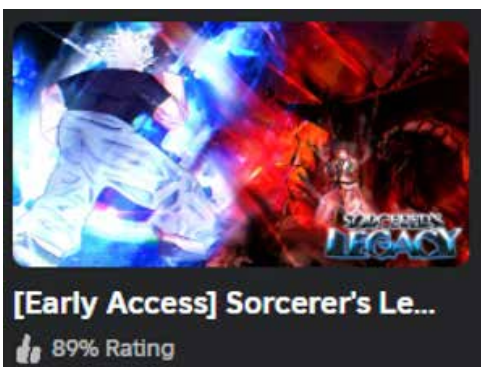 SORCERER'S
LEGACY
[Early Access] Sorcerer's Le...
89% Rating